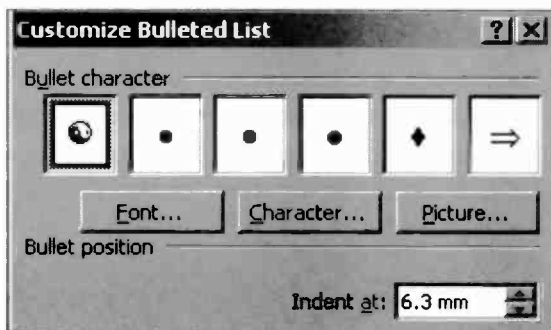 Customize Bulleted List
Bullet character
Font... Character... Picture...
Bullet position
Indent at: 6.3 mm